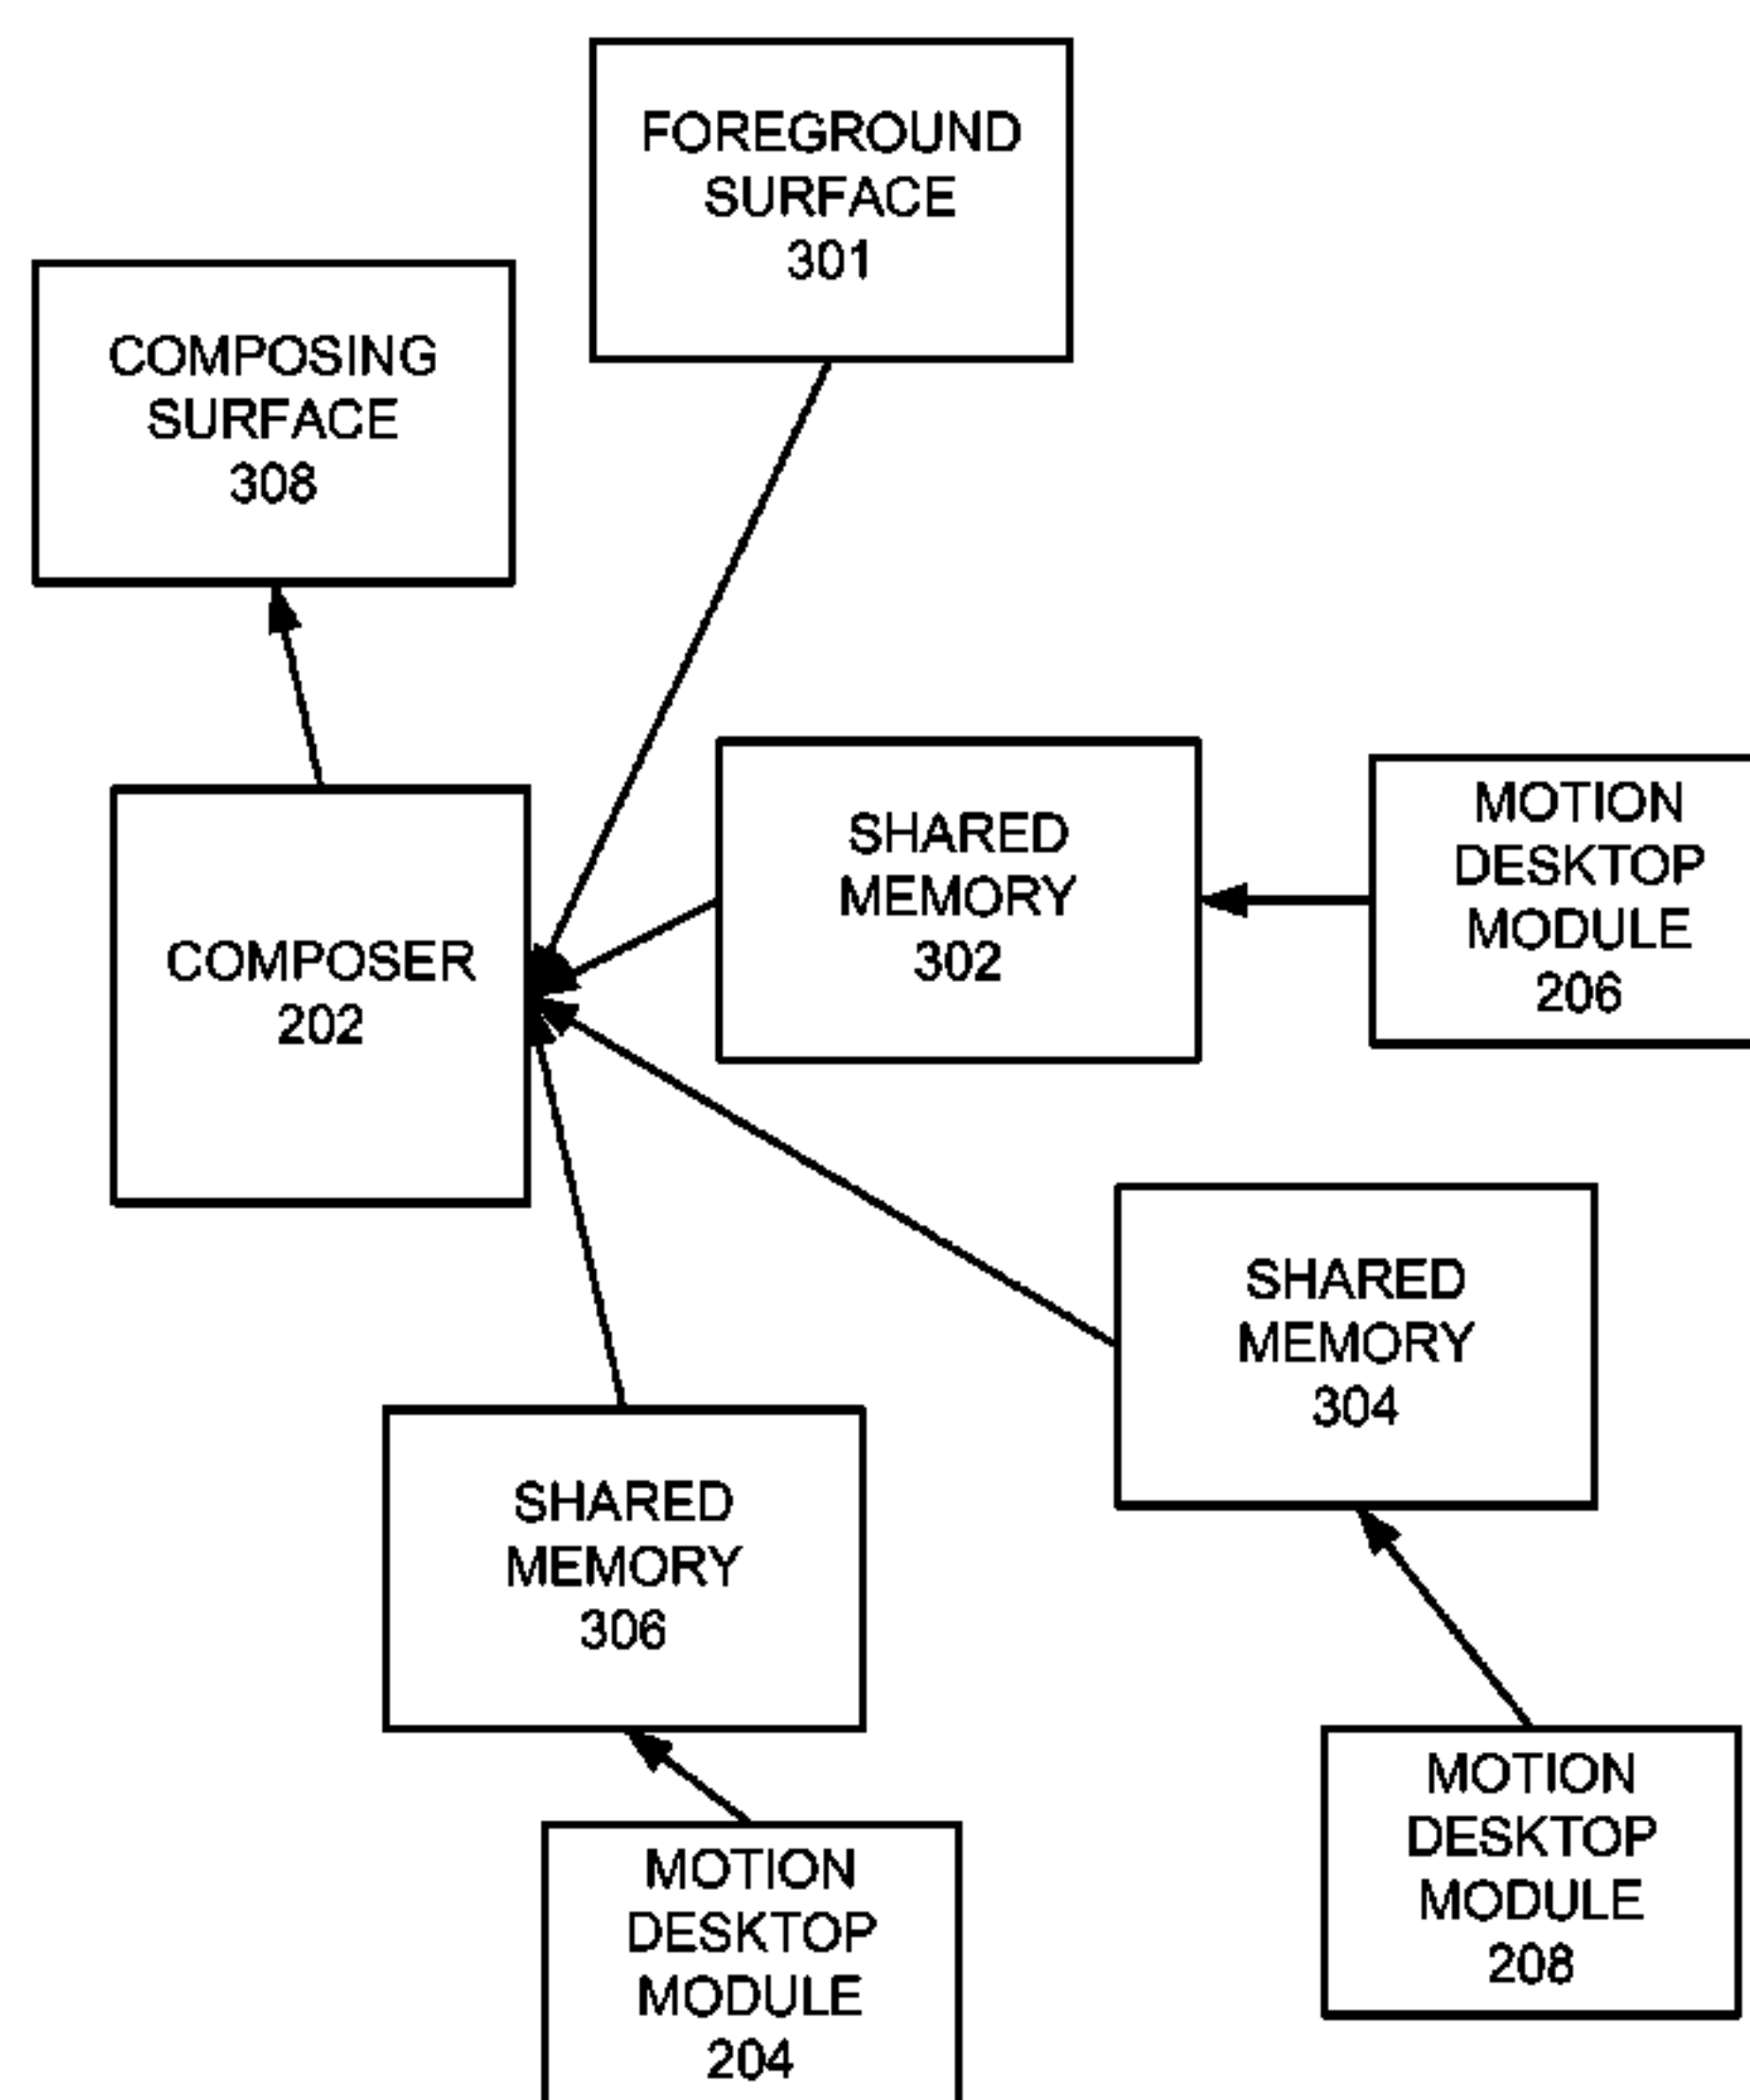 FOREGROUND
SURFACE
301
COMPOSING
SURFACE
308
SHARED
MEMORY
302
MOTION
DESKTOP
MODULE
206
COMPOSER
202
SHARED
MEMORY
304
SHARED
MEMORY
306
MOTION
DESKTOP
MODULE
208
MOTION
DESKTOP
MODULE
204